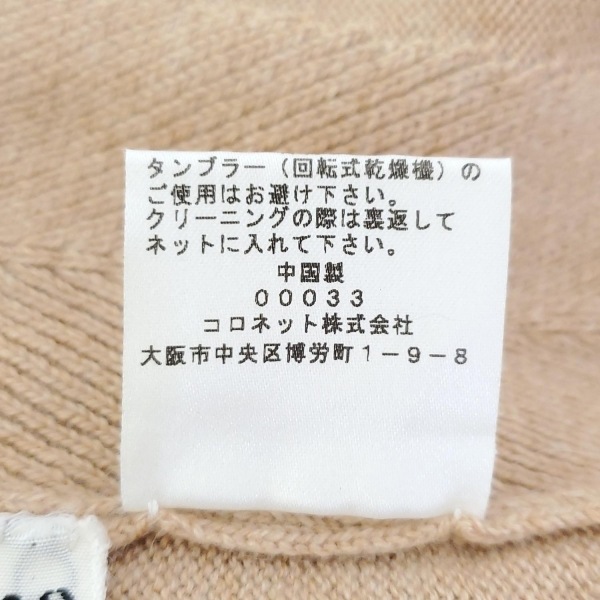 タンブラー（回転式乾燥機）の
ご使用はお避け下さい。
クリーニングの際は裏返して
ネットに入れて下さい。
中国製
００033
コロネット株式会社
大阪市中央区博労町１－９－８